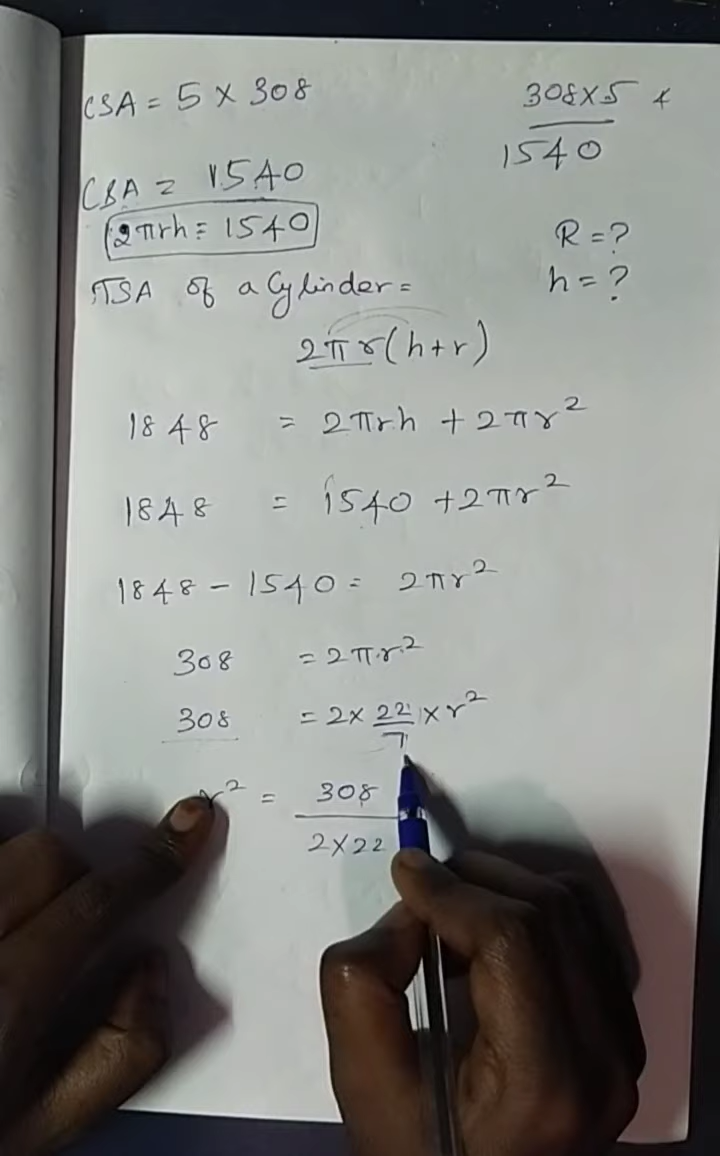 CSA = 5 × 308
308×5
1540
CSA = 1540
2πrh = 1540
R = ?
h = ?
TSA of a Cylinder =
2πr(h+r)
1848 = 2πrh + 2πr²
1848 = 1540 + 2πr²
1848 - 1540 = 2πr²
308 = 2πr²
308 = 2 × 22/7 × r²
r² = 308
2×22